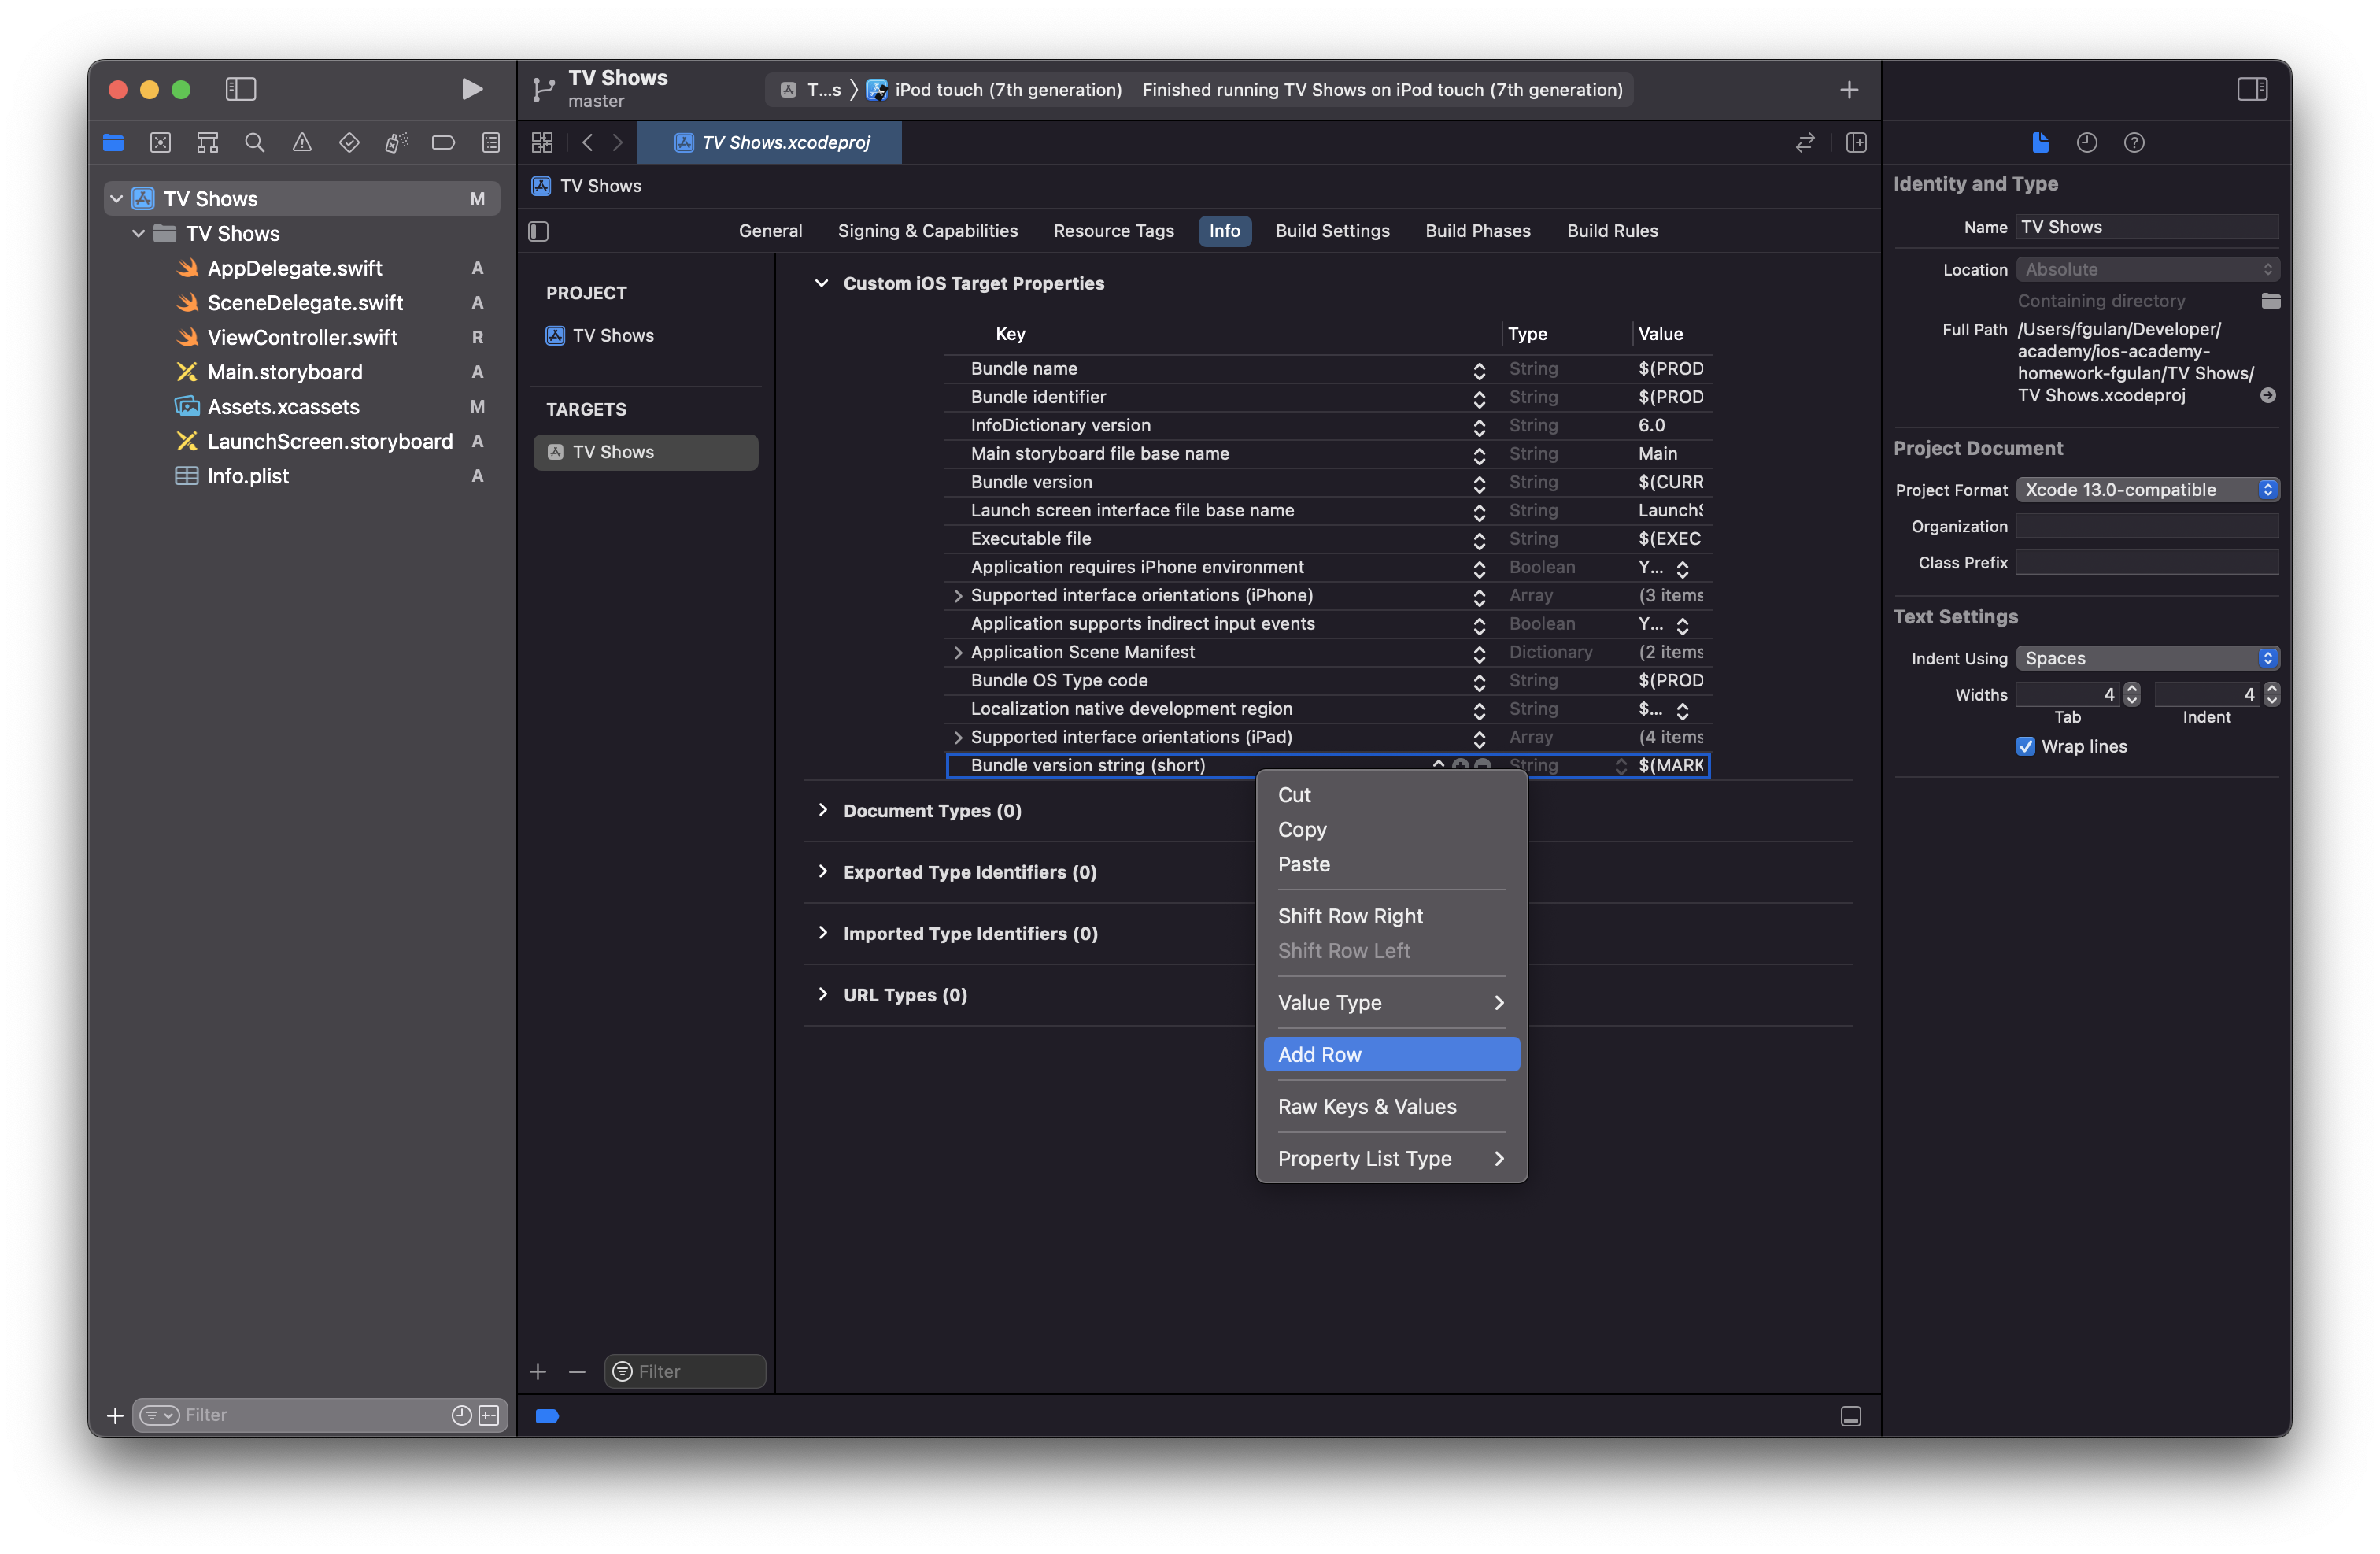 TV Shows
master
T...s
iPod touch (7th generation)
Finished running TV Shows on iPod touch (7th generation)
TV Shows.xcodeproj
TV Shows M
TV Shows
AppDelegate.swift A
SceneDelegate.swift A
ViewController.swift R
Main.storyboard A
Assets.xcassets M
LaunchScreen.storyboard A
Info.plist A
Filter
TV Shows
General Signing & Capabilities Resource Tags Info Build Settings Build Phases Build Rules
PROJECT
TV Shows
TARGETS
TV Shows
Filter
Custom iOS Target Properties
Key Type Value
Bundle name String $(PROD
Bundle identifier String $(PROD
InfoDictionary version String 6.0
Main storyboard file base name String Main
Bundle version String $(CURR
Launch screen interface file base name String LaunchS
Executable file String $(EXEC
Application requires iPhone environment Boolean Y...
Supported interface orientations (iPhone) Array (3 items
Application supports indirect input events Boolean Y...
Application Scene Manifest Dictionary (2 items
Bundle OS Type code String $(PROD
Localization native development region String $...
Supported interface orientations (iPad) Array (4 items
Bundle version string (short) String $(MARK
Document Types (0)
Exported Type Identifiers (0)
Imported Type Identifiers (0)
URL Types (0)
Cut
Copy
Paste
Shift Row Right
Shift Row Left
Value Type
Add Row
Raw Keys & Values
Property List Type
Identity and Type
Name TV Shows
Location Absolute
Containing directory
Full Path /Users/fgulan/Developer/
academy/ios-academy-
homework-fgulan/TV Shows/
TV Shows.xcodeproj
Project Document
Project Format Xcode 13.0-compatible
Organization
Class Prefix
Text Settings
Indent Using Spaces
Widths 4 4
Tab Indent
Wrap lines